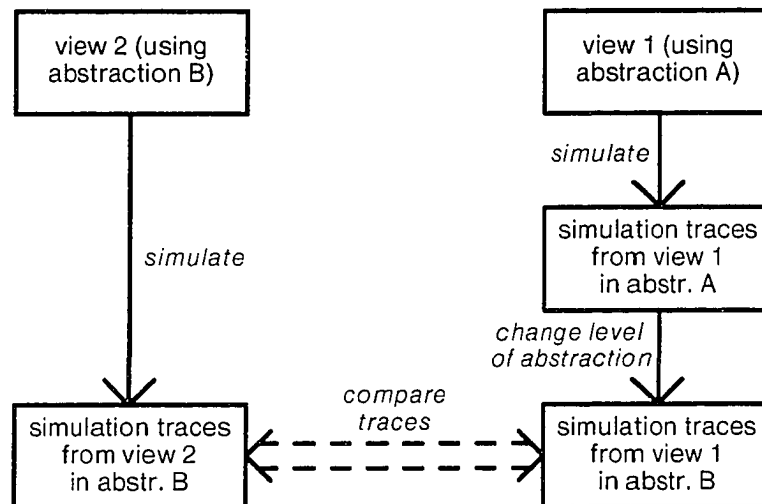 view 2 (using
abstraction B)
view 1 (using
abstraction A)
simulate
simulation traces
from view 1
in abstr. A
simulate
change level
of abstraction
compare
traces
simulation traces
from view 2
in abstr. B
simulation traces
from view 1
in abstr. B